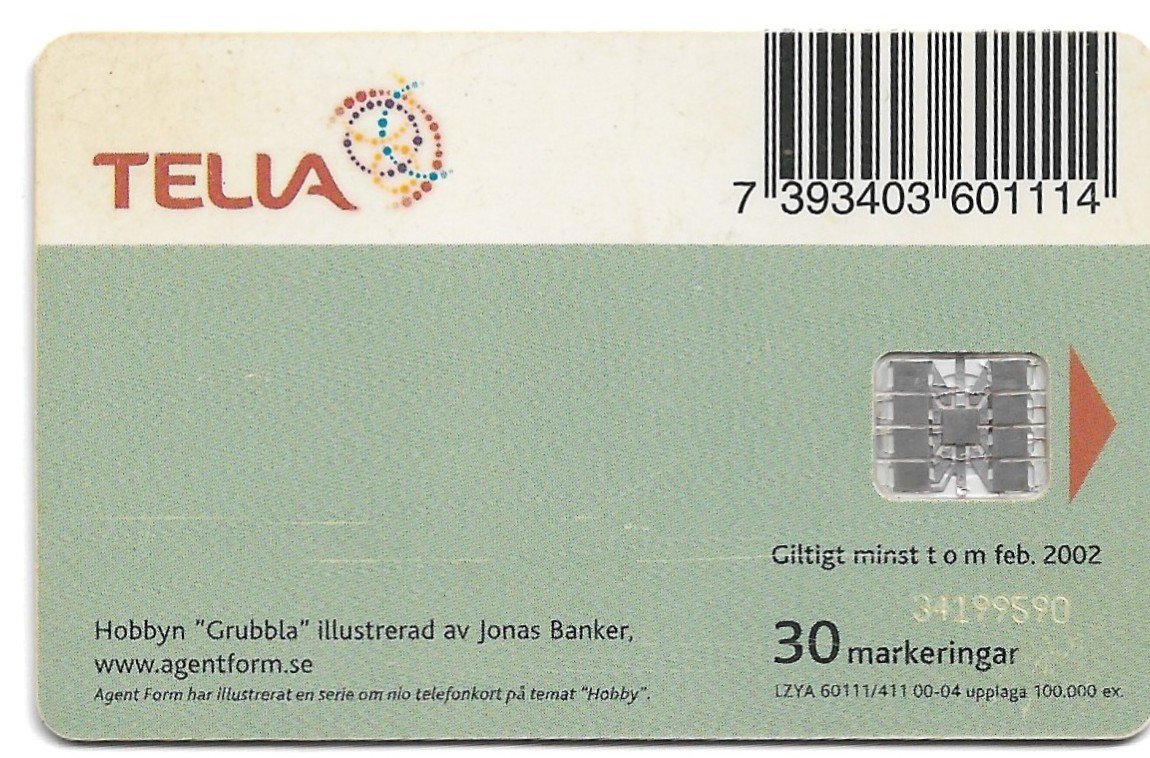 TELIA
7 393403 601114
Giltigt minst t o m feb. 2002
34199590
30 markeringar
LZYA 60111/411 00-04 upplaga 100.000 ex.
Hobbyn "Grubbla" illustrerad av Jonas Banker,
www.agentform.se
Agent Form har illustrerat en serie om nio telefonkort på temat "Hobby".